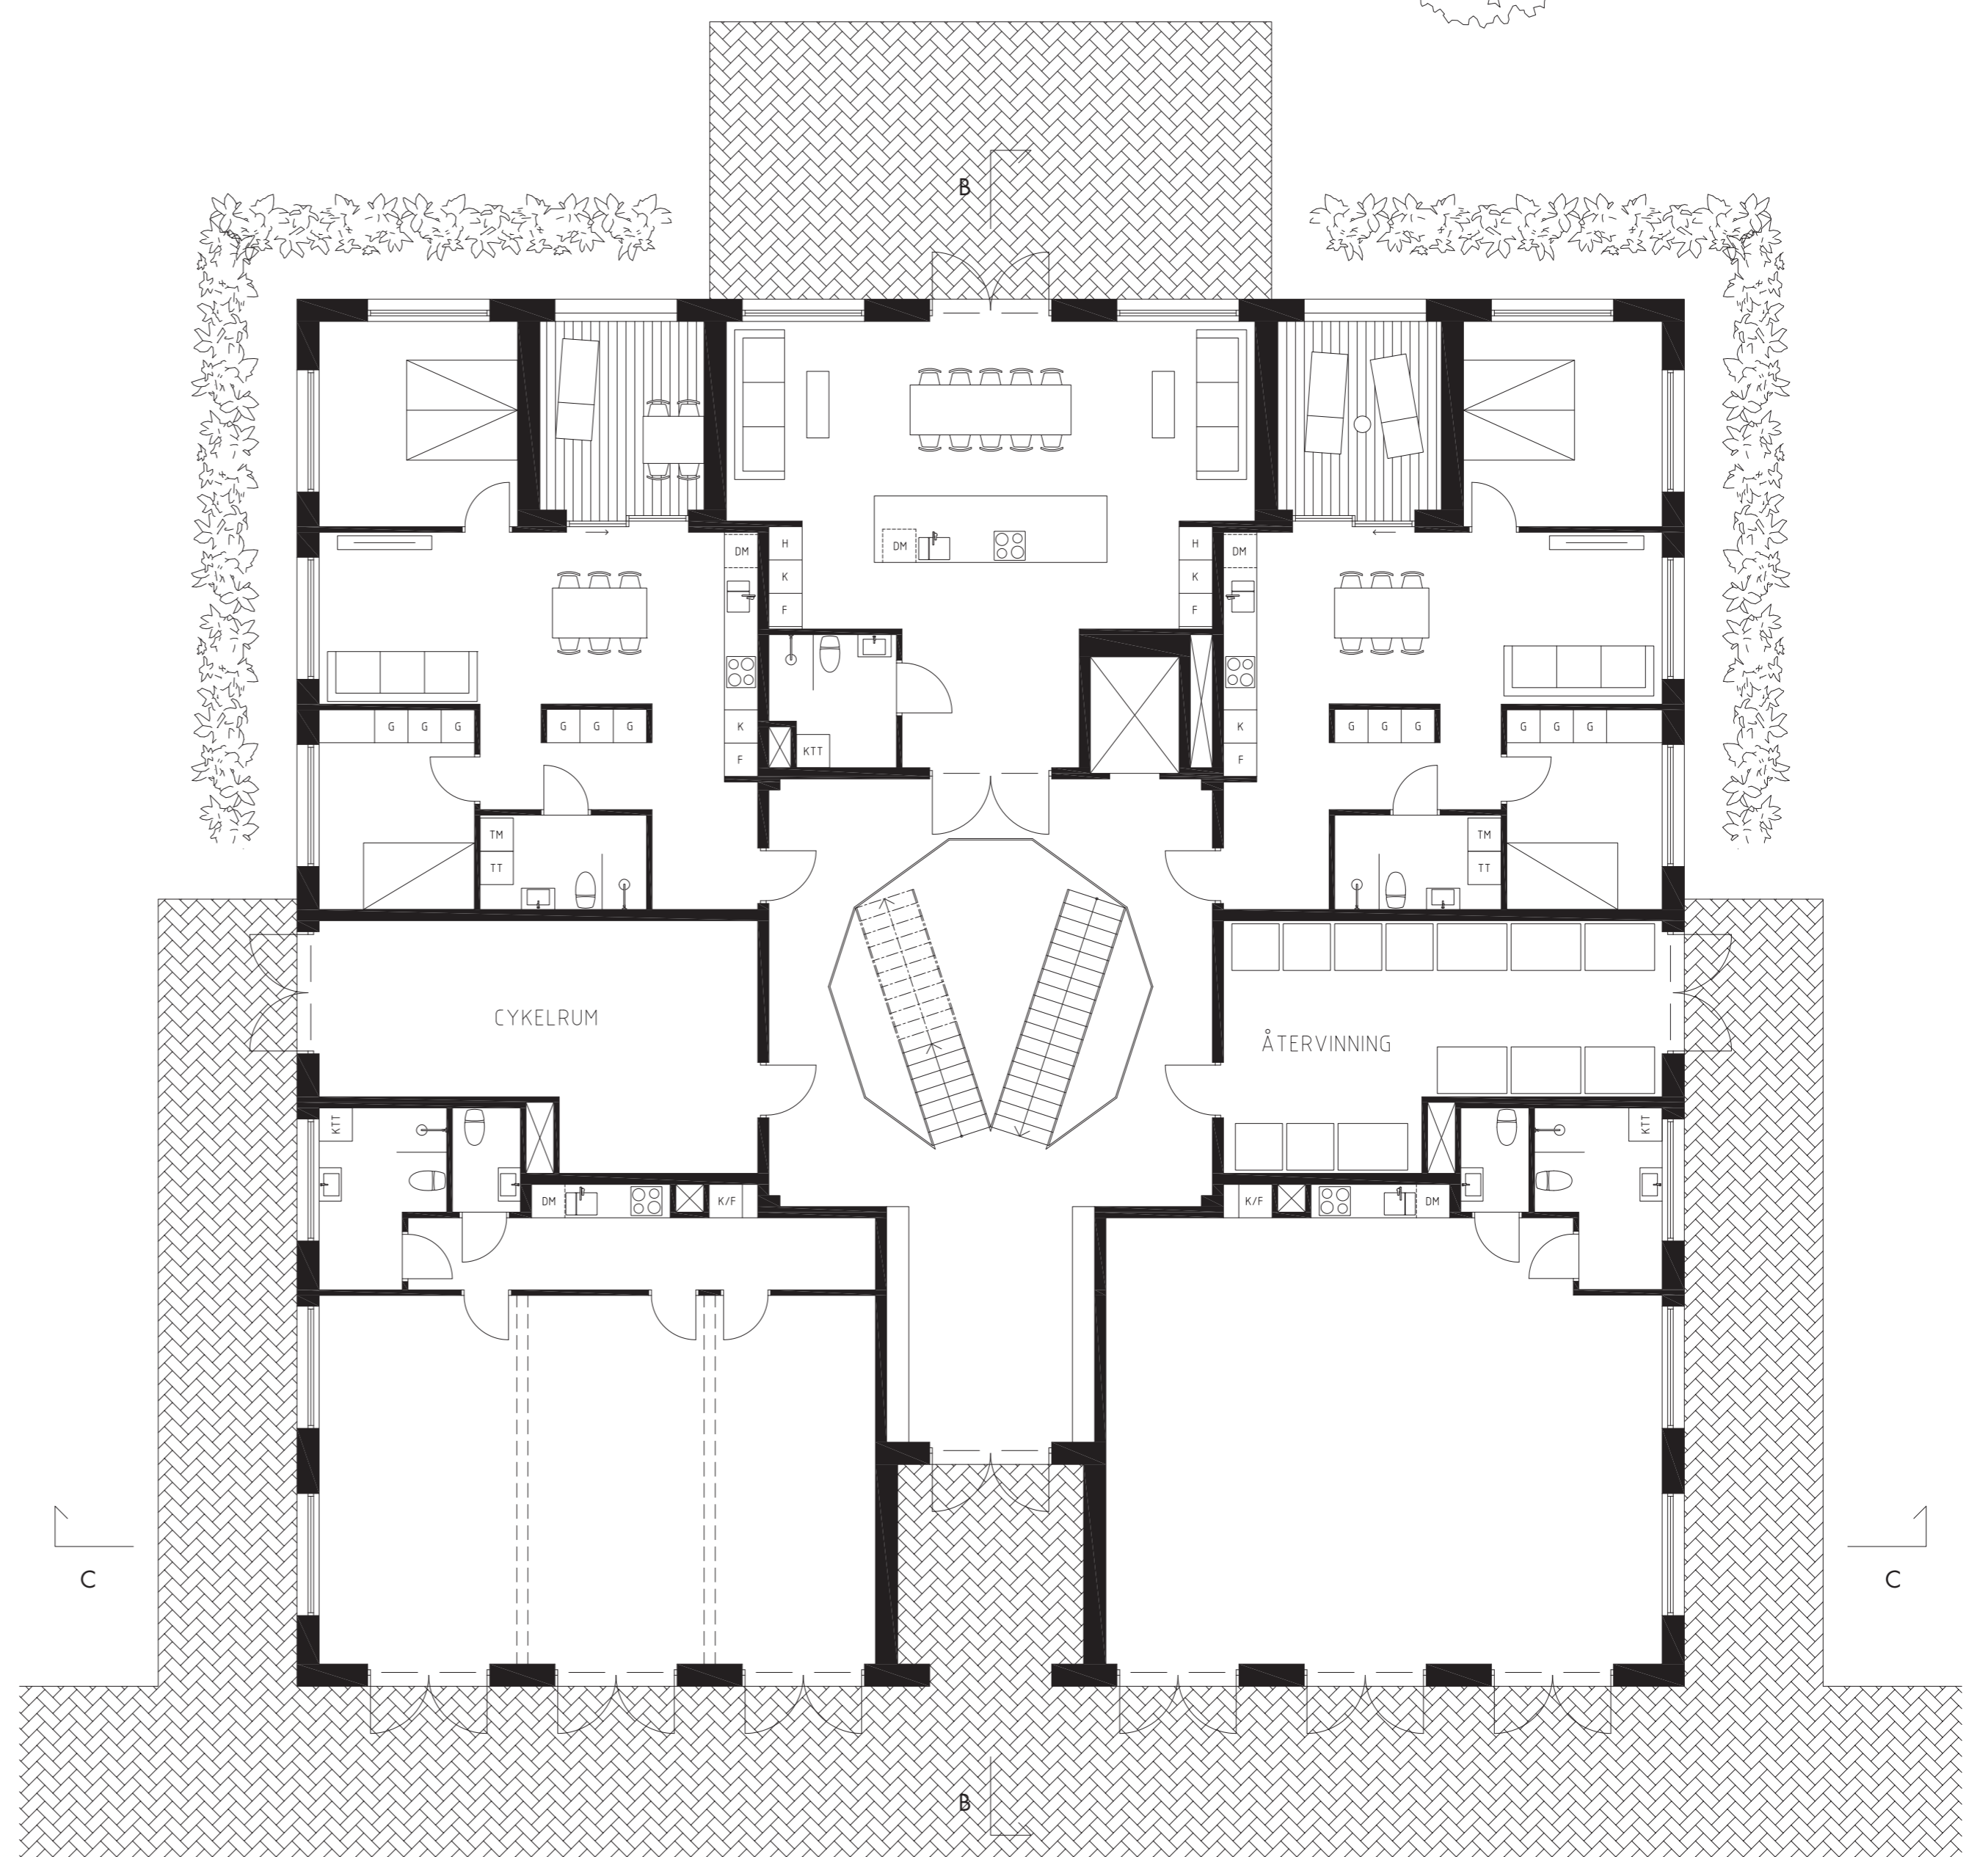 B
DM
H
K
F
DM
H
K
F
DM
K
F
KTT
K
F
G G G
G G G
G G G
G G G
TM
TT
TM
TT
CYKELRUM
ÅTERVINNING
KTT
KTT
DM
K/F
K/F
DM
C
C
B